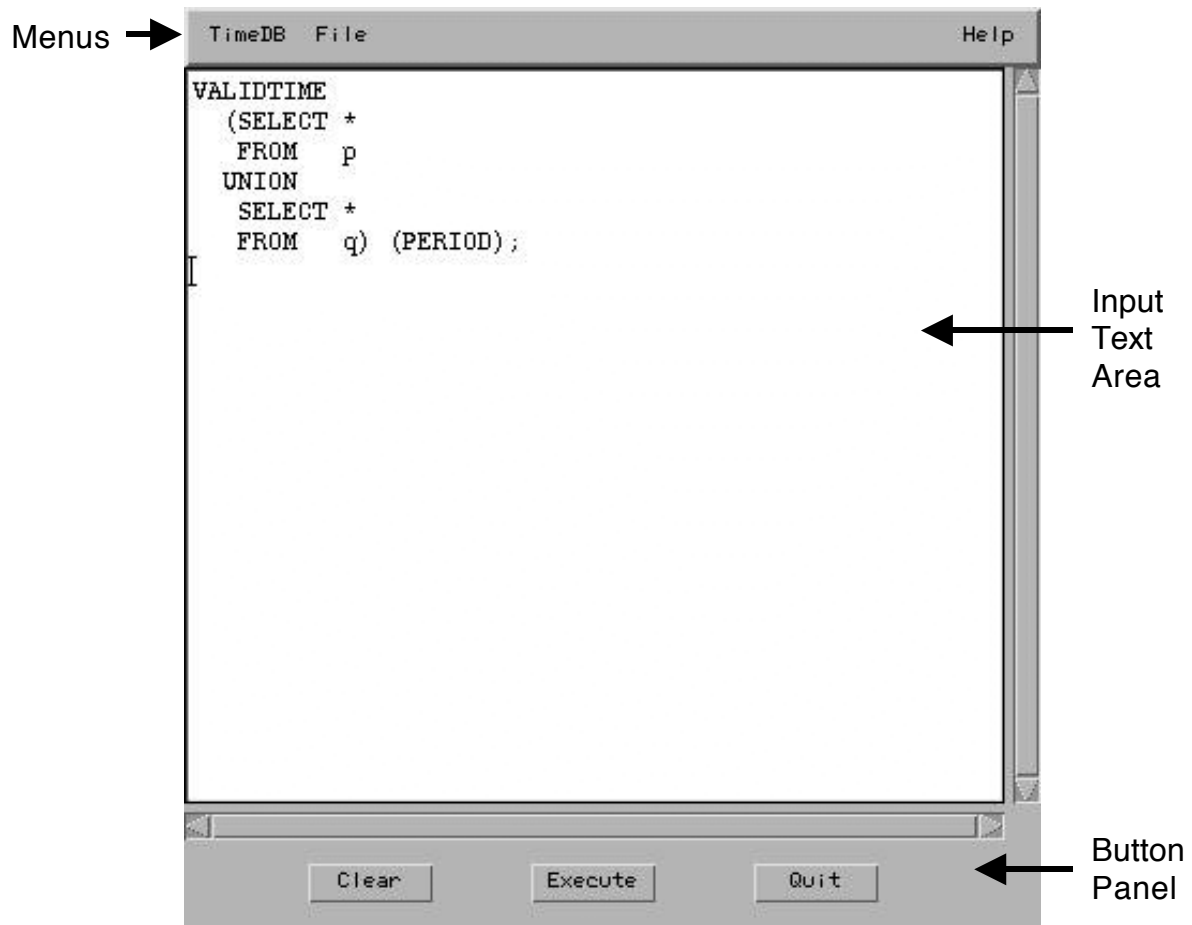 Menus
TimeDB File Help
VALIDTIME
(SELECT *
FROM p
UNION
SELECT *
FROM q) (PERIOD);
Input
Text
Area
Clear Execute Quit
Button
Panel